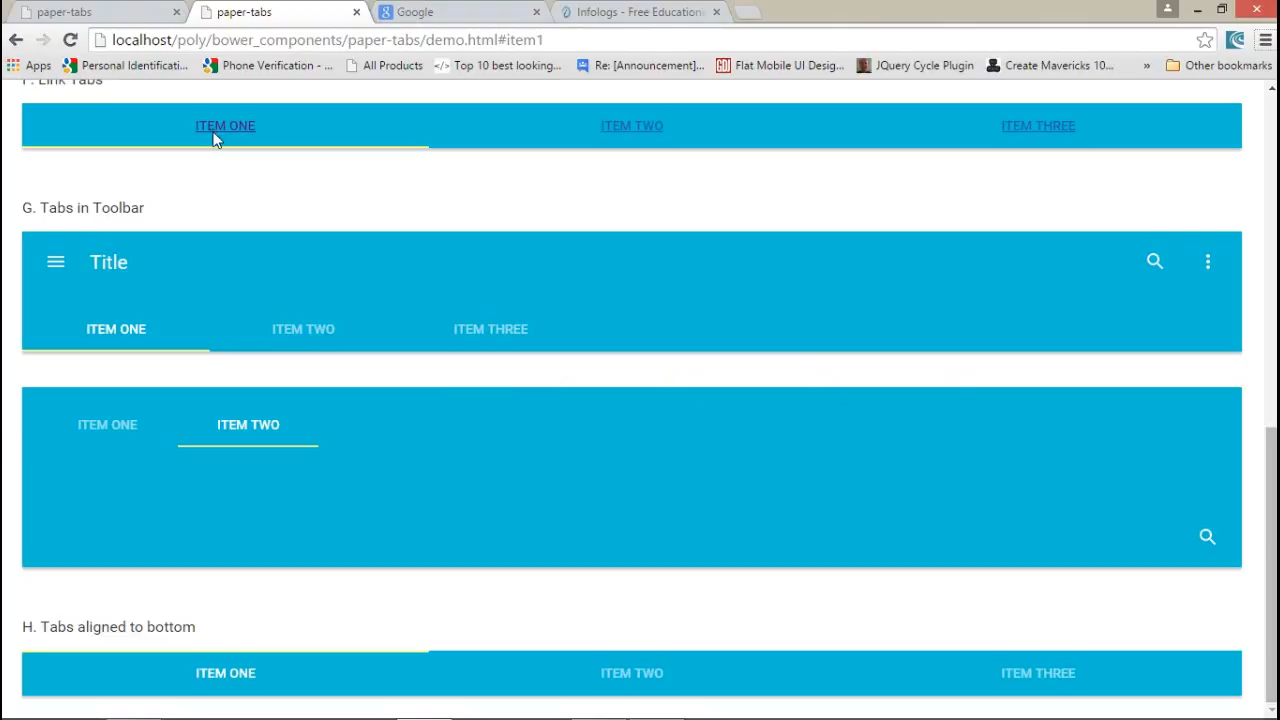 paper-tabs
paper-tabs
Google
Infologs - Free Education
localhost/poly/bower_components/paper-tabs/demo.html#item1
Apps
Personal Identificati...
Phone Verification - ...
All Products
Top 10 best looking...
Re: [Announcement]...
Flat Mobile UI Desig...
JQuery Cycle Plugin
Create Mavericks 10...
»
Other bookmarks
F. Link Tabs
ITEM ONE
ITEM TWO
ITEM THREE
G. Tabs in Toolbar
Title
ITEM ONE
ITEM TWO
ITEM THREE
ITEM ONE
ITEM TWO
H. Tabs aligned to bottom
ITEM ONE
ITEM TWO
ITEM THREE